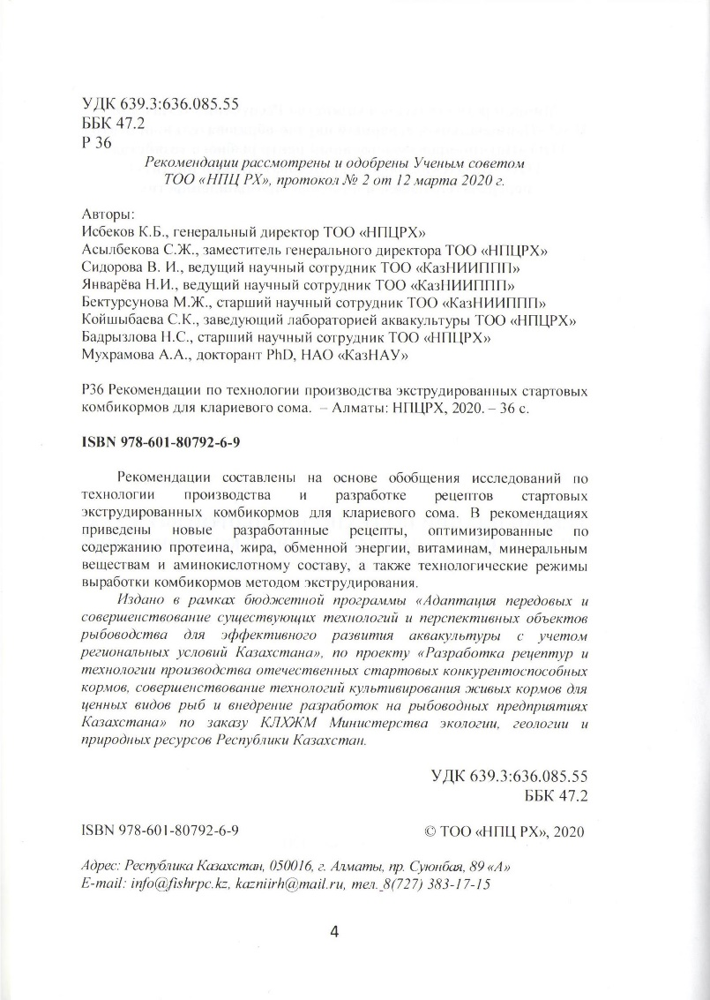 УДК 639.3:636.085.55
ББК 47.2
Р 36
Рекомендации рассмотрены и одобрены Ученым советом
ТОО «НПЦ РХ», протокол № 2 от 12 марта 2020 г.
Авторы:
Исбеков К.Б., генеральный директор ТОО «НПЦРХ»
Асылбекова С.Ж., заместитель генерального директора ТОО «НПЦРХ»
Сидорова В. И., ведущий научный сотрудник ТОО «КазНИИППП»
Январёва Н.И., ведущий научный сотрудник ТОО «КазНИИППП»
Бектурсунова М.Ж., старший научный сотрудник ТОО «КазНИИППП»
Койшыбаева С.К., заведующий лабораторией аквакультуры ТОО «НПЦРХ»
Бадрызлова Н.С., старший научный сотрудник ТОО «НПЦРХ»
Мухрамова А.А., докторант PhD, НАО «КазНАУ»
Р36 Рекомендации по технологии производства экструдированных стартовых
комбикормов для клариевого сома. – Алматы: НПЦРХ, 2020. – 36 с.
ISBN 978-601-80792-6-9
Рекомендации составлены на основе обобщения исследований по
технологии производства и разработке рецептов стартовых
экструдированных комбикормов для клариевого сома. В рекомендациях
приведены новые разработанные рецепты, оптимизированные по
содержанию протеина, жира, обменной энергии, витаминам, минеральным
веществам и аминокислотному составу, а также технологические режимы
выработки комбикормов методом экструдирования.
Издано в рамках бюджетной программы «Адаптация передовых и
совершенствование существующих технологий и перспективных объектов
рыбоводства для эффективного развития аквакультуры с учетом
региональных условий Казахстана», по проекту «Разработка рецептур и
технологии производства отечественных стартовых конкурентоспособных
кормов, совершенствование технологий культивирования живых кормов для
ценных видов рыб и внедрение разработок на рыбоводных предприятиях
Казахстана» по заказу КЛХЖМ Министерства экологии, геологии и
природных ресурсов Республики Казахстан.
УДК 639.3:636.085.55
ББК 47.2
ISBN 978-601-80792-6-9 © ТОО «НПЦ РХ», 2020
Адрес: Республика Казахстан, 050016, г. Алматы, пр. Суюнбая, 89 «А»
E-mail: info@fishrpc.kz, kazniirh@mail.ru, тел. 8(727) 383-17-15
4